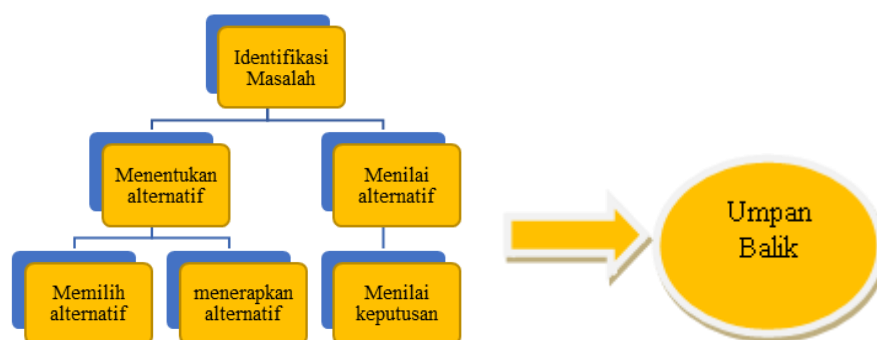 Identifikasi
Masalah
Menentukan
alternatif
Menilai
alternatif
Memilih
alternatif
menerapkan
alternatif
Menilai
keputusan
Umpan
Balik